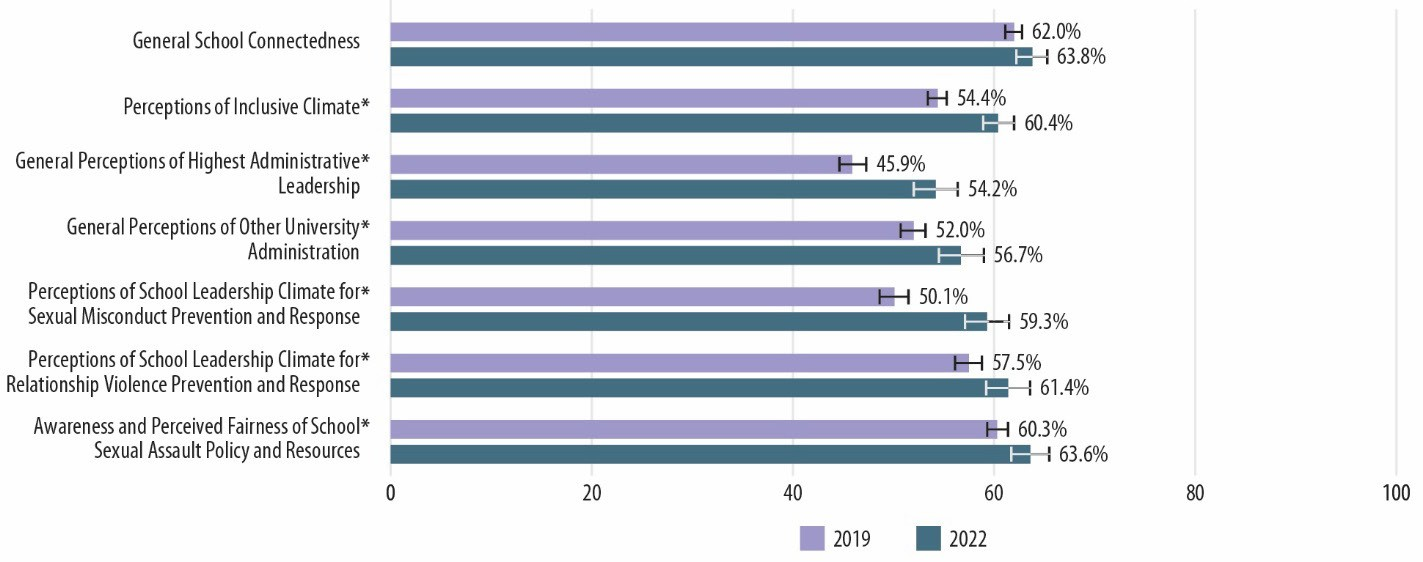 General School Connectedness
62.0%
63.8%
Perceptions of Inclusive Climate*
54.4%
60.4%
General Perceptions of Highest Administrative*
Leadership
45.9%
54.2%
General Perceptions of Other University*
Administration
52.0%
56.7%
Perceptions of School Leadership Climate for*
Sexual Misconduct Prevention and Response
50.1%
59.3%
Perceptions of School Leadership Climate for*
Relationship Violence Prevention and Response
57.5%
61.4%
Awareness and Perceived Fairness of School*
Sexual Assault Policy and Resources
60.3%
63.6%
0 20 40 60 80 100
2019 2022